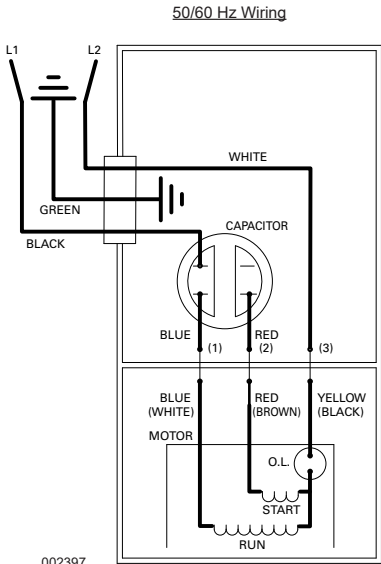 50/60 Hz Wiring
L1
L2
WHITE
GREEN
CAPACITOR
BLACK
BLUE
RED
(1)
(2)
(3)
BLUE
(WHITE)
RED
(BROWN)
YELLOW
(BLACK)
MOTOR
O.L.
START
RUN
002397